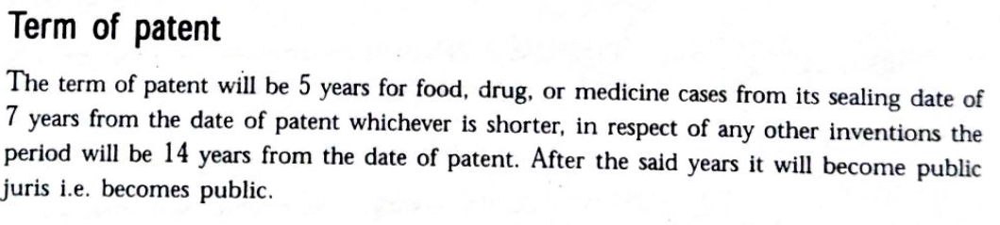 Term of patent
The term of patent will be 5 years for food, drug, or medicine cases from its sealing date of
7 years from the date of patent whichever is shorter, in respect of any other inventions the
period will be 14 years from the date of patent. After the said years it will become public
juris i.e. becomes public.